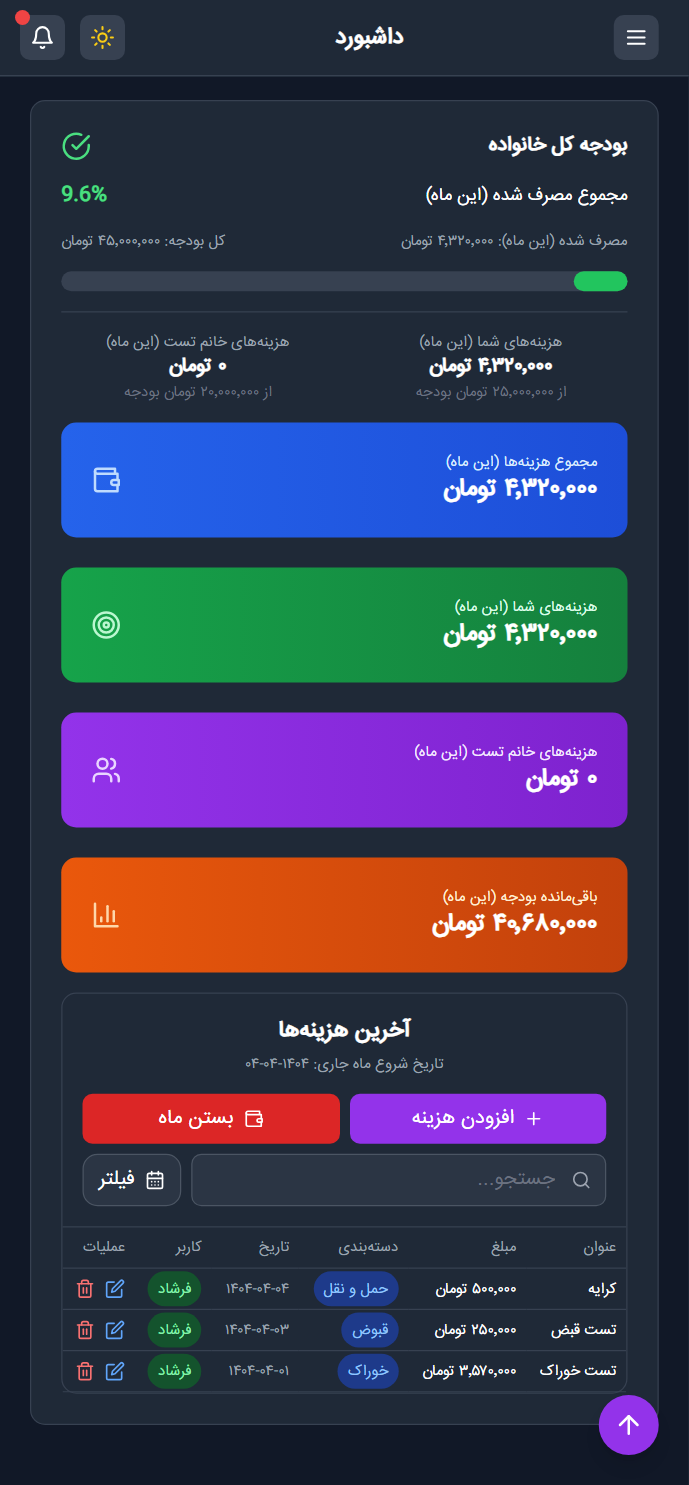 داشبورد
بودجه کل خانواده
مجموع مصرف شده (این ماه)
9.6%
مصرف شده (این ماه): ۴,۳۲۰,۰۰۰ تومان
کل بودجه: ۴۵,۰۰۰,۰۰۰ تومان
هزینه‌های شما (این ماه)
۴,۳۲۰,۰۰۰ تومان
از ۲۵,۰۰۰,۰۰۰ تومان بودجه
هزینه‌های خانم تست (این ماه)
۰ تومان
از ۲۰,۰۰۰,۰۰۰ تومان بودجه
مجموع هزینه‌ها (این ماه)
۴,۳۲۰,۰۰۰ تومان
هزینه‌های شما (این ماه)
۴,۳۲۰,۰۰۰ تومان
هزینه‌های خانم تست (این ماه)
۰ تومان
باقی‌مانده بودجه (این ماه)
۴۰,۶۸۰,۰۰۰ تومان
آخرین هزینه‌ها
تاریخ شروع ماه جاری: ۱۴۰۴-۰۴-۰۴
افزودن هزینه
بستن ماه
جستجو...
فیلتر
عنوان مبلغ دسته‌بندی تاریخ کاربر عملیات
کرایه ۵۰۰,۰۰۰ تومان حمل و نقل ۱۴۰۴-۰۴-۰۴ فرشاد
تست قبض ۲۵۰,۰۰۰ تومان قبوض ۱۴۰۴-۰۴-۰۳ فرشاد
تست خوراک ۳,۵۷۰,۰۰۰ تومان خوراک ۱۴۰۴-۰۴-۰۱ فرشاد